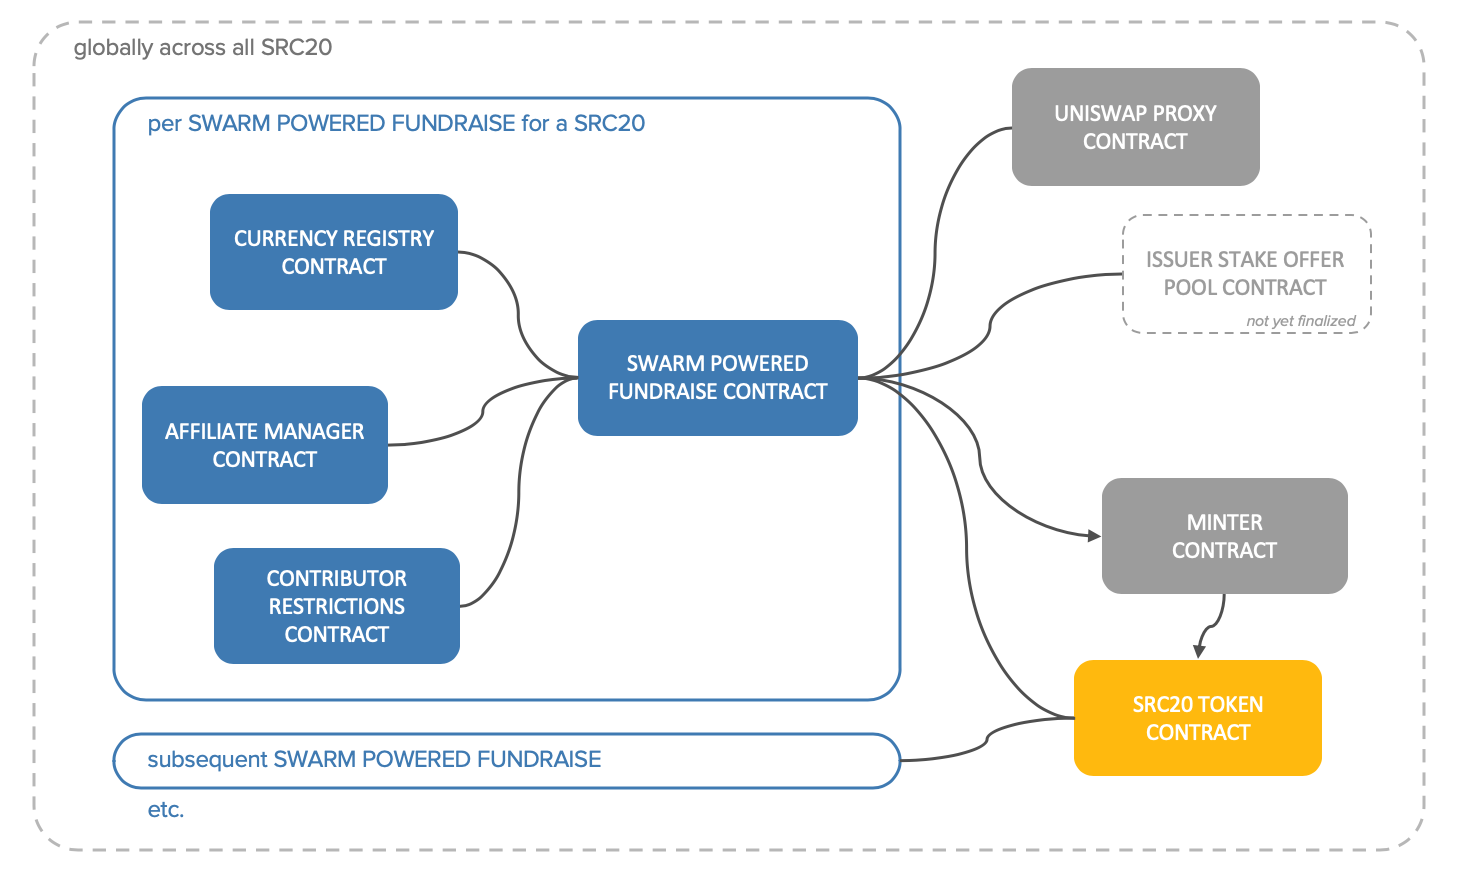 globally across all SRC20
per SWARM POWERED FUNDRAISE for a SRC20
UNISWAP PROXY
CONTRACT
CURRENCY REGISTRY
CONTRACT
ISSUER STAKE OFFER
POOL CONTRACT
not yet finalized
SWARM POWERED
FUNDRAISE CONTRACT
AFFILIATE MANAGER
CONTRACT
MINTER
CONTRACT
CONTRIBUTOR
RESTRICTIONS
CONTRACT
SRC20 TOKEN
CONTRACT
subsequent SWARM POWERED FUNDRAISE
etc.